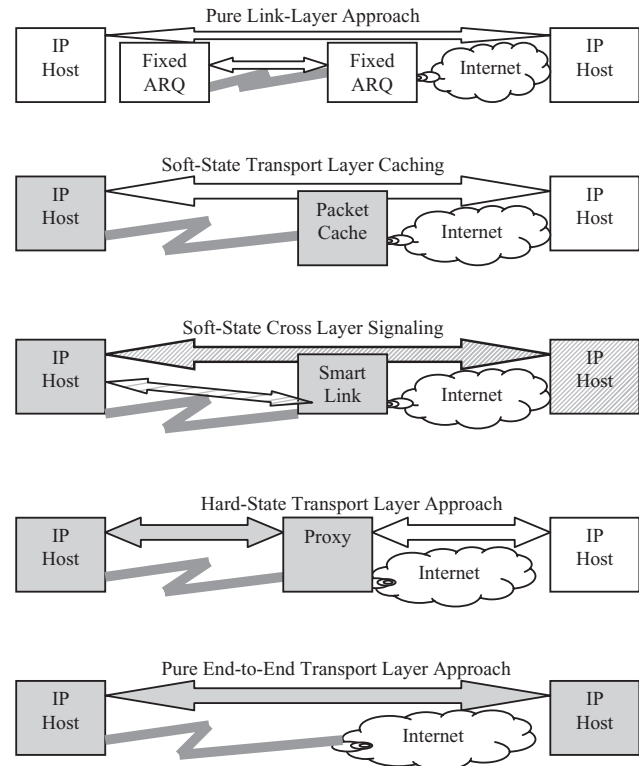 Pure Link-Layer Approach
IP
Host
Fixed
ARQ
Fixed
ARQ
Internet
IP
Host
Soft-State Transport Layer Caching
IP
Host
Packet
Cache
Internet
IP
Host
Soft-State Cross Layer Signaling
IP
Host
Smart
Link
Internet
IP
Host
Hard-State Transport Layer Approach
IP
Host
Proxy
Internet
IP
Host
Pure End-to-End Transport Layer Approach
IP
Host
Internet
IP
Host